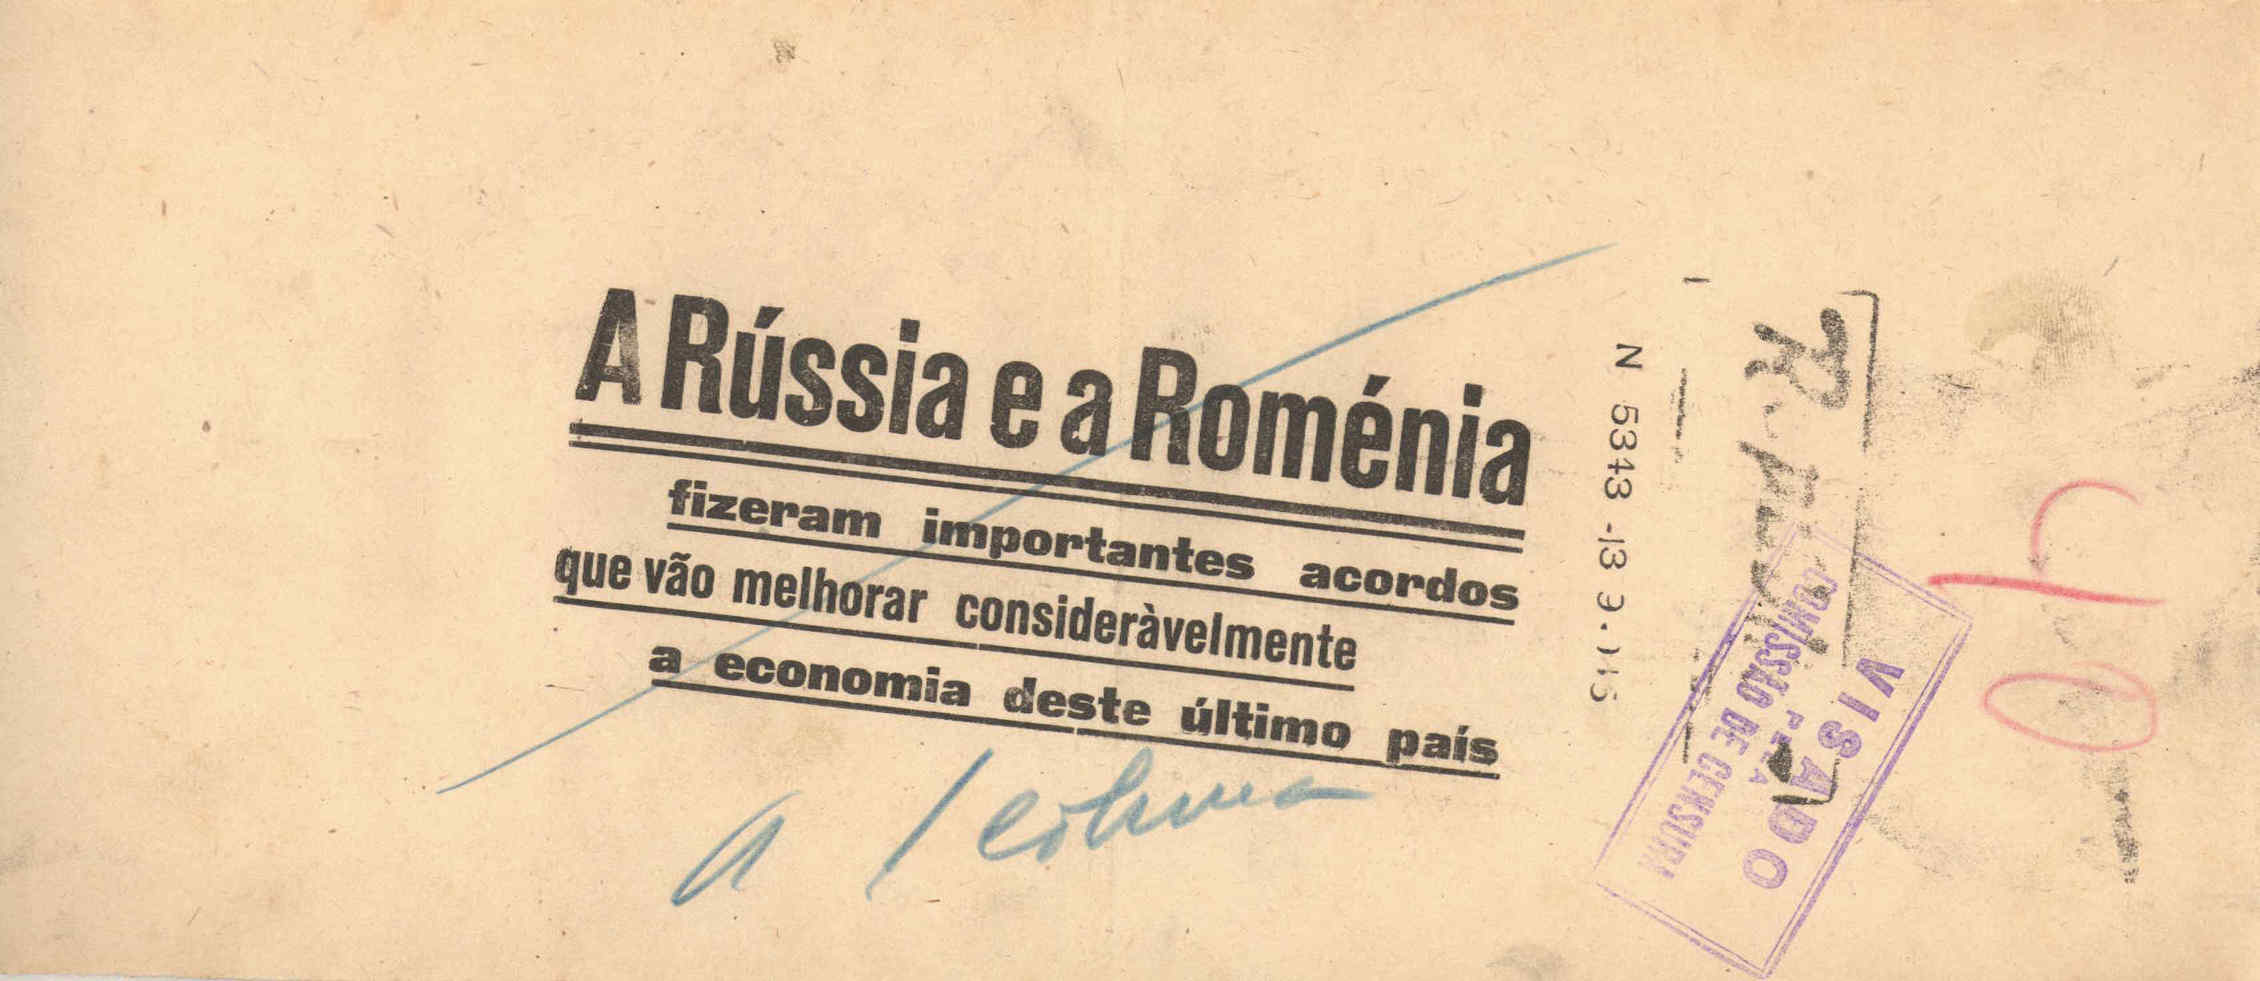 A Rússia e a Roménia
fizeram importantes acordos
que vão melhorar consideràvelmente
a economia deste último país
a 1 coluna
N 5343 -13 9
VISADO
PELA
COMISSÃO DE CENSURA